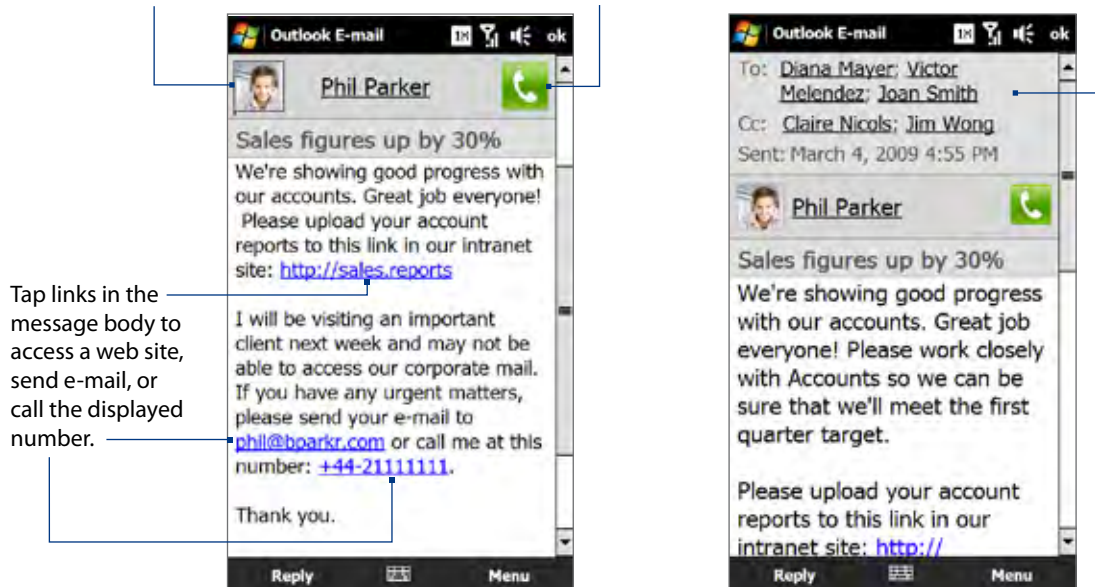 Outlook E-mail ok
Phil Parker
Sales figures up by 30%
We're showing good progress with
our accounts. Great job everyone!
Please upload your account
reports to this link in our intranet
site: http://sales.reports
I will be visiting an important
client next week and may not be
able to access our corporate mail.
If you have any urgent matters,
please send your e-mail to
phil@bparkr.com or call me at this
number: +44-21111111.
Thank you.
Reply Menu
Tap links in the
message body to
access a web site,
send e-mail, or
call the displayed
number.
Outlook E-mail ok
To: Diana Mayer; Victor
Melendez; Joan Smith
Cc: Claire Nicols; Jim Wong
Sent: March 4, 2009 4:55 PM
Phil Parker
Sales figures up by 30%
We're showing good progress
with our accounts. Great job
everyone! Please work closely
with Accounts so we can be
sure that we'll meet the first
quarter target.
Please upload your account
reports to this link in our
intranet site: http://
Reply Menu